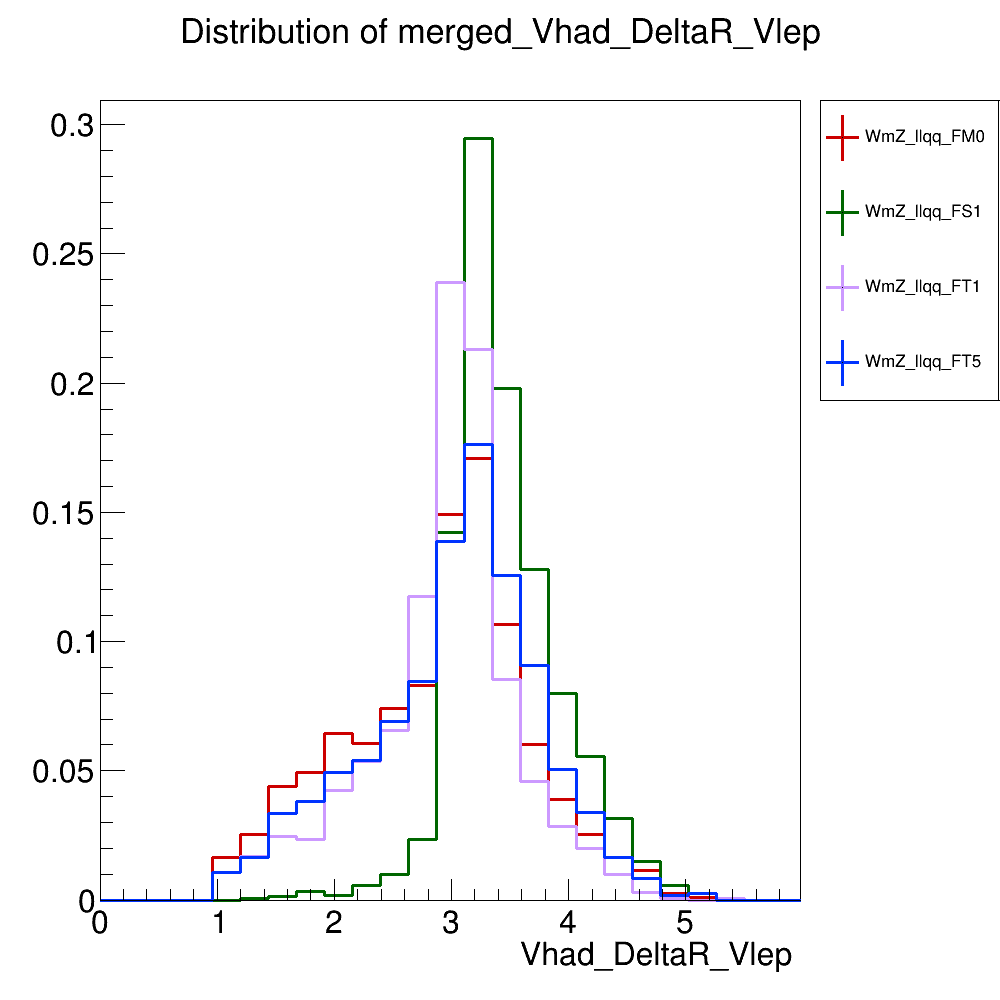 Distribution of merged_Vhad_DeltaR_Vlep
0.3
0.25
0.2
0.15
0.1
0.05
0
0 1 2 3 4 5
Vhad_DeltaR_Vlep
WmZ_llqq_FM0
WmZ_llqq_FS1
WmZ_llqq_FT1
WmZ_llqq_FT5